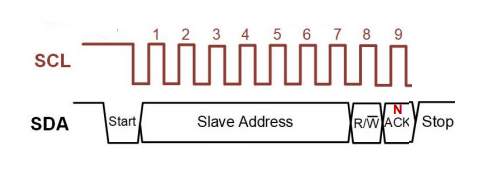 1 2 3 4 5 6 7 8 9
SCL
N
SDA Start Slave Address R/W̅ ACK Stop